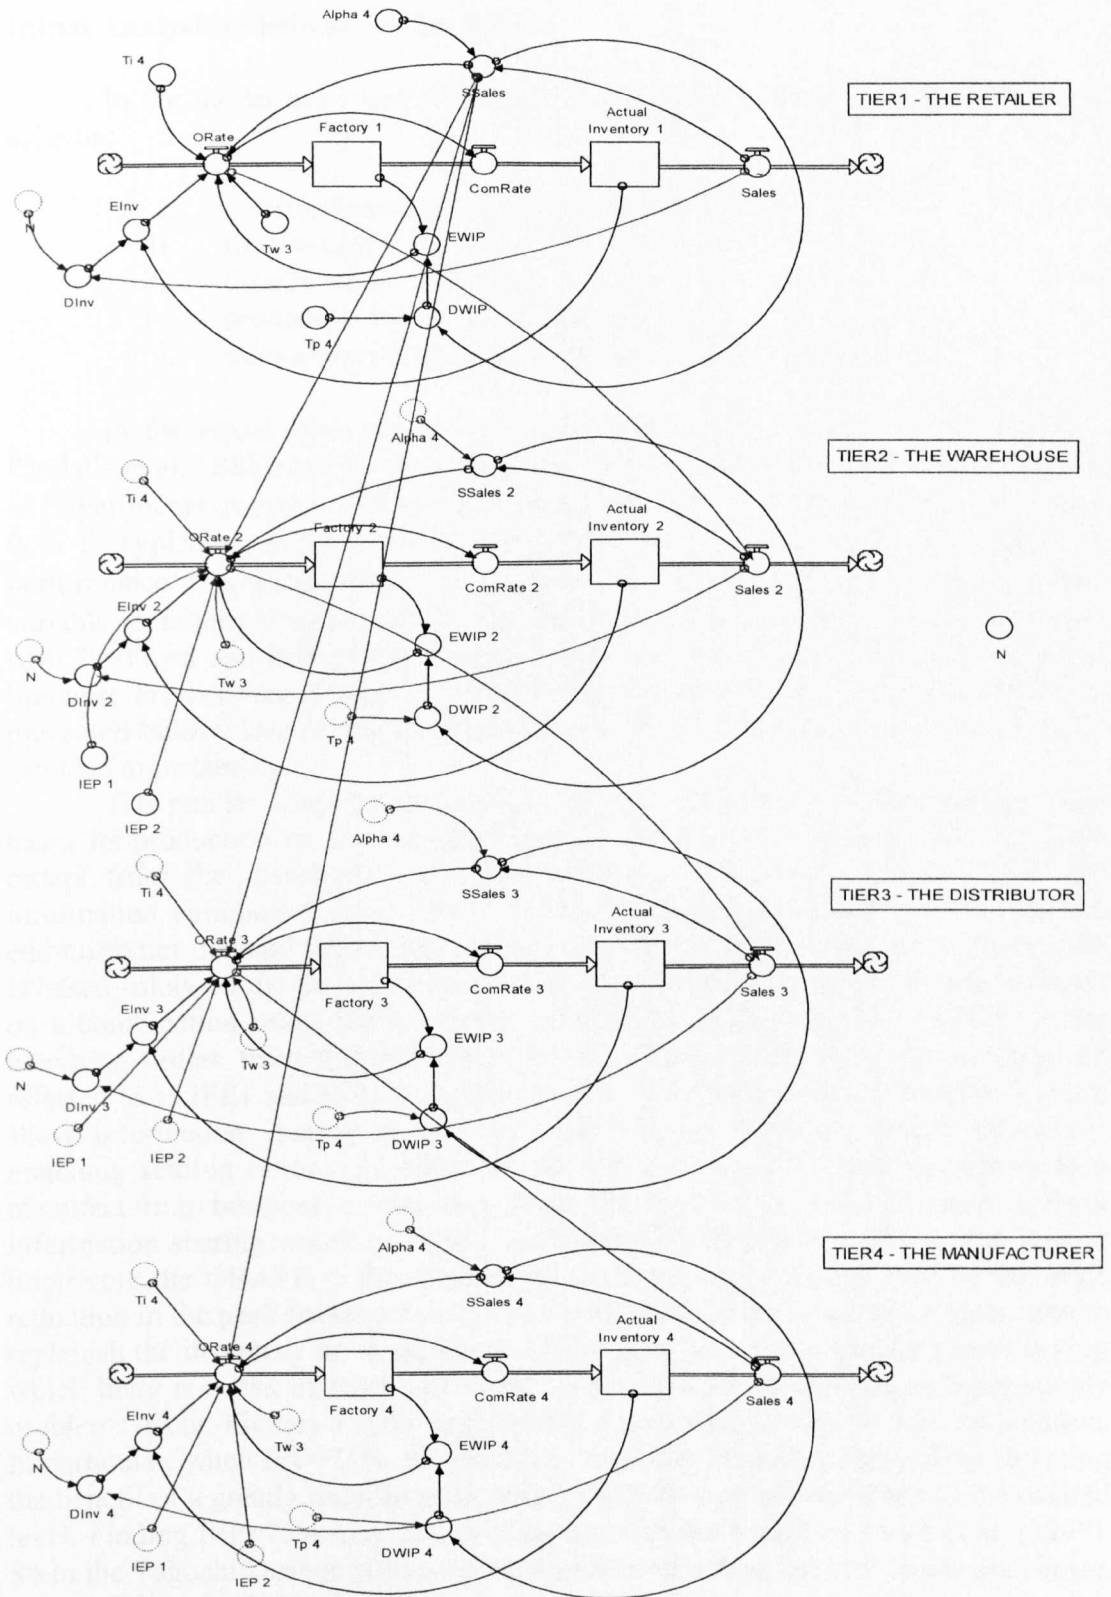 Alpha 4
Ti 4
SSales
TIER1 - THE RETAILER
ORate
Factory 1
Actual
Inventory 1
ComRate
Sales
EInv
N
Tw 3
EWIP
DInv
DWIP
Tp 4
Alpha 4
TIER2 - THE WAREHOUSE
Ti 4
SSales 2
ORate 2
Factory 2
Actual
Inventory 2
ComRate 2
Sales 2
EInv 2
EWIP 2
N
N
Tw 3
DInv 2
DWIP 2
Tp 4
IEP 1
IEP 2
Alpha 4
Ti 4
SSales 3
TIER3 - THE DISTRIBUTOR
ORate 3
Actual
Inventory 3
Factory 3
ComRate 3
Sales 3
EInv 3
EWIP 3
Tw 3
N
DInv 3
Tp 4
DWIP 3
IEP 1
IEP 2
Alpha 4
TIER4 - THE MANUFACTURER
Ti 4
SSales 4
ORate 4
Actual
Inventory 4
Factory 4
ComRate 4
Sales 4
EInv 4
Tw 3
EWIP 4
N
DInv 4
Tp 4
DWIP 4
IEP 1
IEP 2